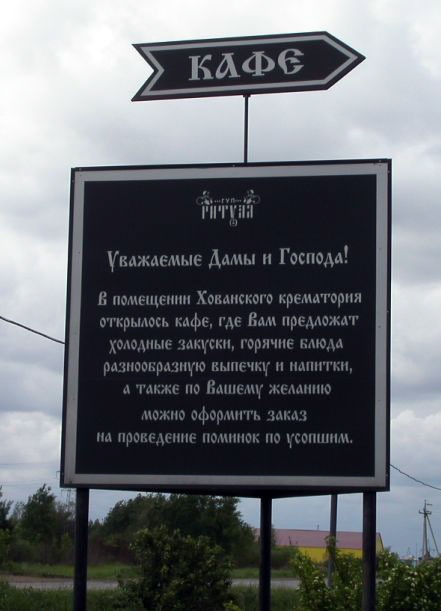 КАФЕ
ГУП
РИТУАЛ
Уважаемые Дамы и Господа!
В помещении Хованского крематория
открылось кафе, где Вам предложат
холодные закуски, горячие блюда
разнообразную выпечку и напитки,
а также по Вашему желанию
можно оформить заказ
на проведение поминок по усопшим.